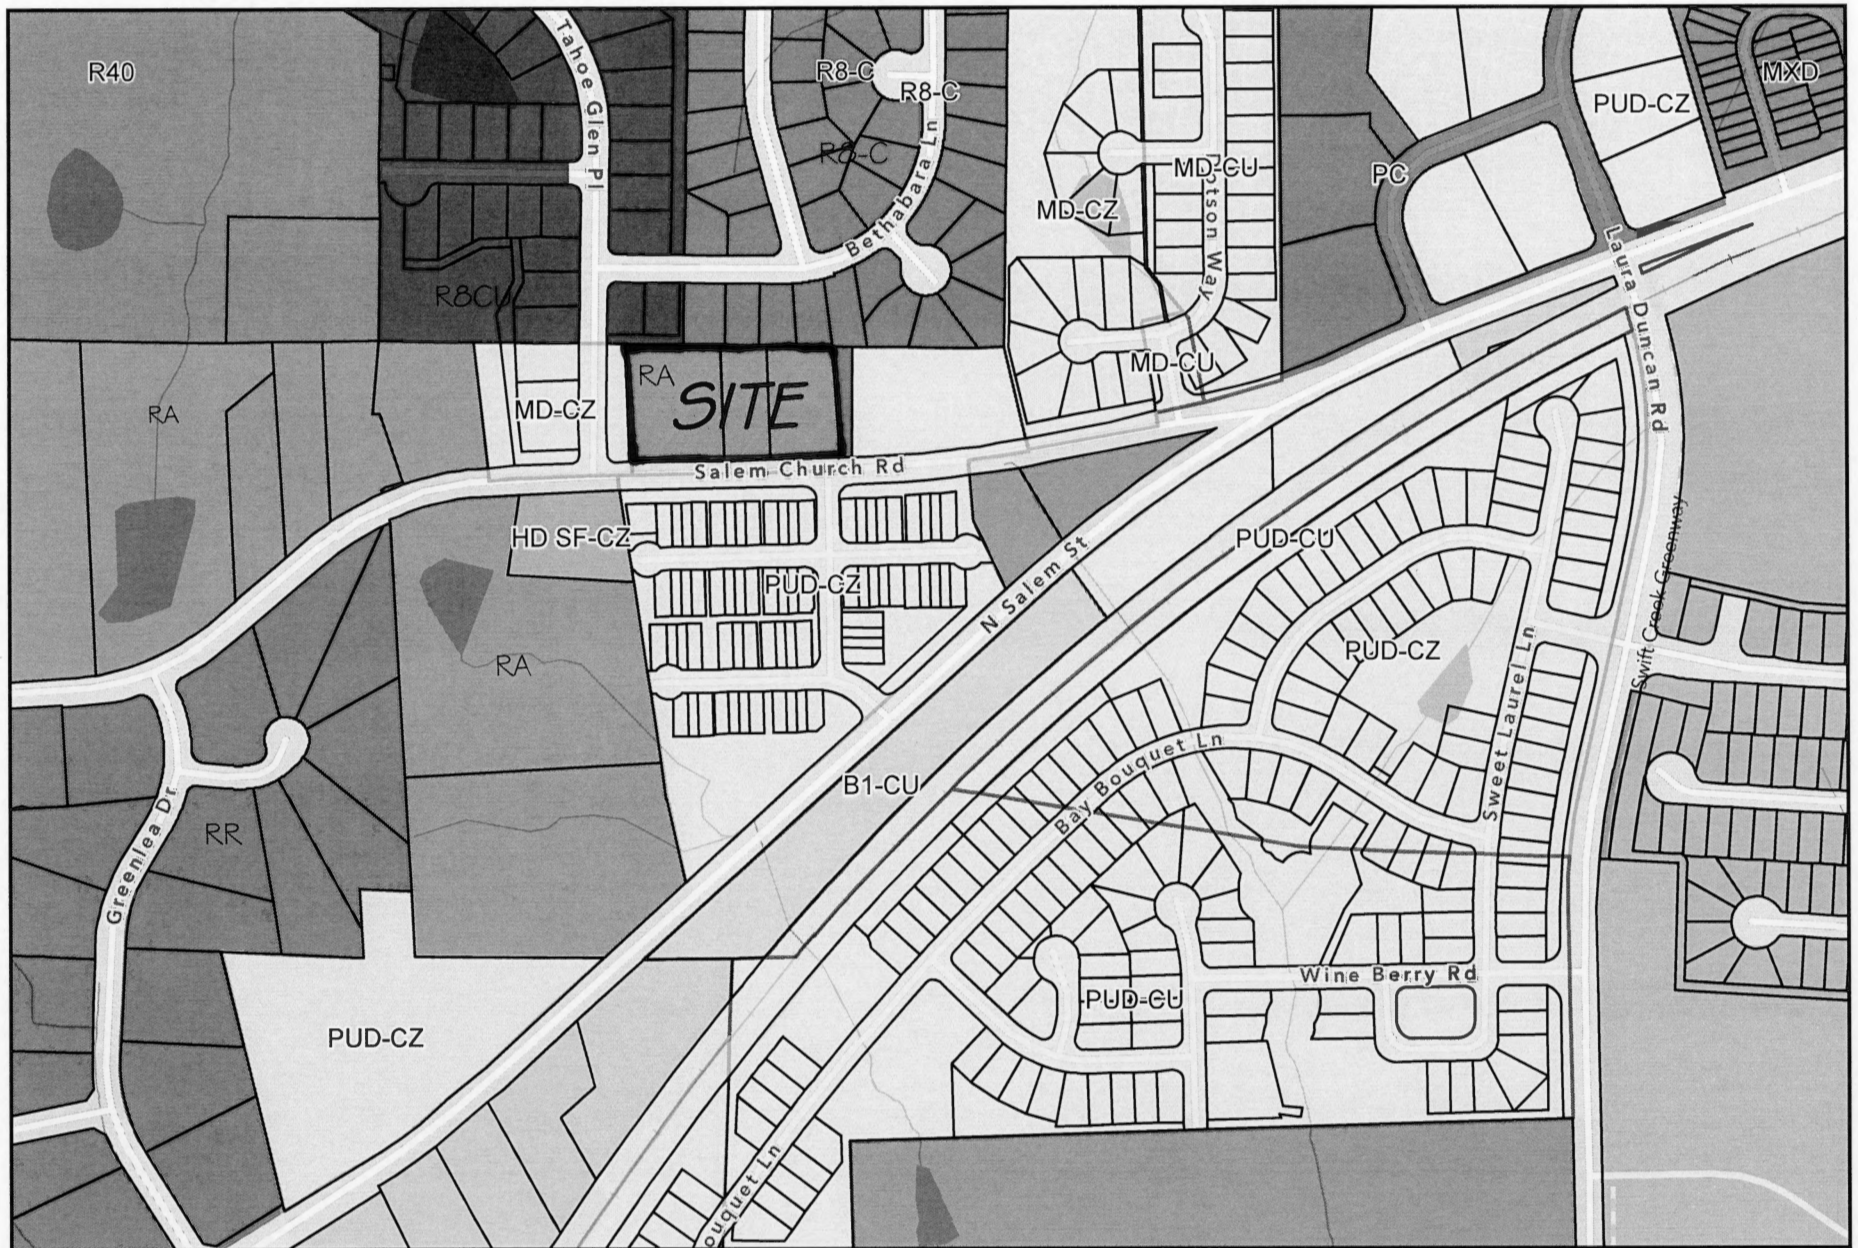 R40
Tahoe Glen Pl
R8-C
R8-C
R8-C
Bethabara Ln
MD-CU
MD-CZ
PC
PUD-CZ
MXD
R8CU
Laura Duncan Rd
MD-CU
RA
SITE
MD-CZ
RA
Salem Church Rd
HD SF-CZ
PUD-CZ
N Salem St
PUD-CU
Swift Creek Greenway
PUD-CZ
Sweet Laurel Ln
RA
Bay Bouquet Ln
B1-CU
Greenlea Dr
RR
Wine Berry Rd
PUD-CU
PUD-CZ
ouquet Ln